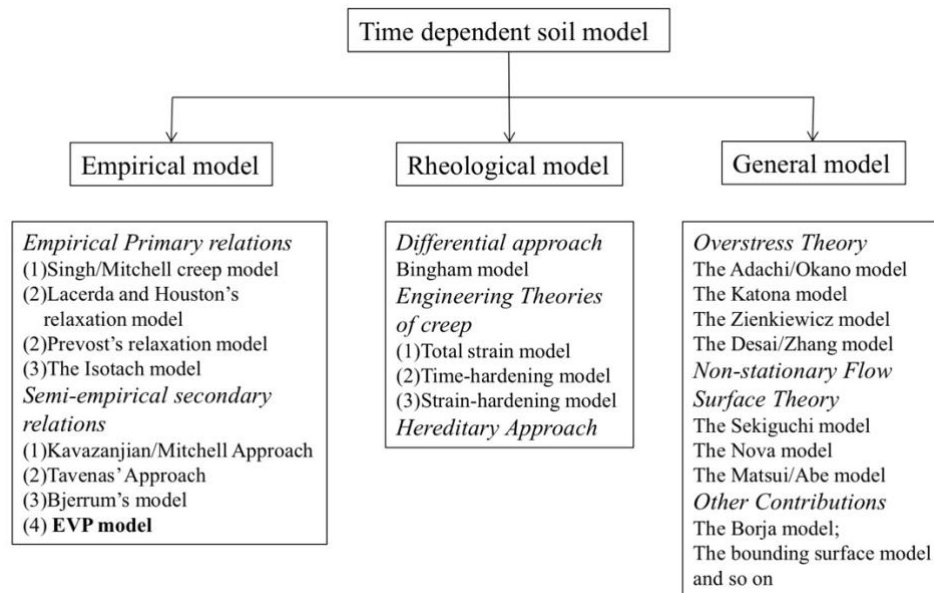 Time dependent soil model
Empirical model
Rheological model
General model
Empirical Primary relations
(1)Singh/Mitchell creep model
(2)Lacerda and Houston's
relaxation model
(2)Prevost's relaxation model
(3)The Isotach model
Semi-empirical secondary
relations
(1)Kavazanjian/Mitchell Approach
(2)Tavenas' Approach
(3)Bjerrum's model
(4) EVP model
Differential approach
Bingham model
Engineering Theories
of creep
(1)Total strain model
(2)Time-hardening model
(3)Strain-hardening model
Hereditary Approach
Overstress Theory
The Adachi/Okano model
The Katona model
The Zienkiewicz model
The Desai/Zhang model
Non-stationary Flow
Surface Theory
The Sekiguchi model
The Nova model
The Matsui/Abe model
Other Contributions
The Borja model;
The bounding surface model
and so on